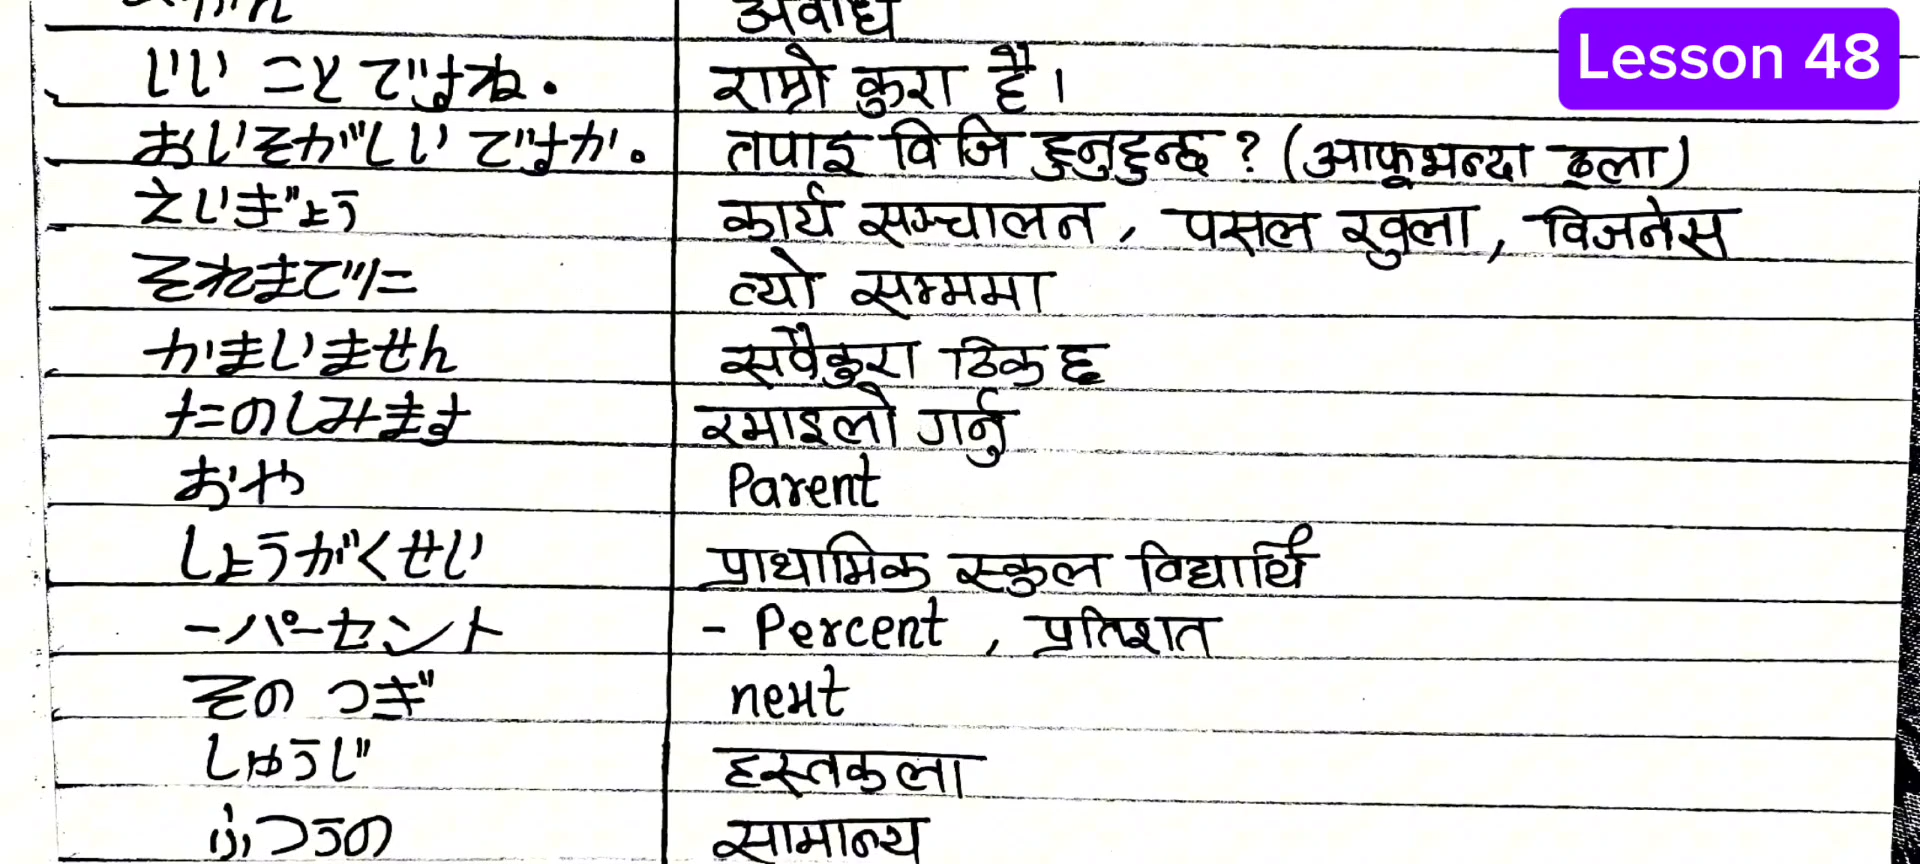 अवधि
Lesson 48
いい ことですね. राम्रो कुरा है।
おいそがしいですか. तपाइ विजि हुनुहुन्छ? (आफूभन्दा ठूला)
えいぎょう कार्य सञ्चालन, पसल खुला, विजनेस
それまでに त्यो सम्ममा
かまいません सवैकुरा ठिक छ
たのしみます रमाइलो गर्नु
おや Parent
しょうがくせい प्राथामिक स्कुल विद्यार्थि
ーパーセント - Percent, प्रतिशत
その つぎ next
しゅうじ हस्तकला
ふつうの सामान्य